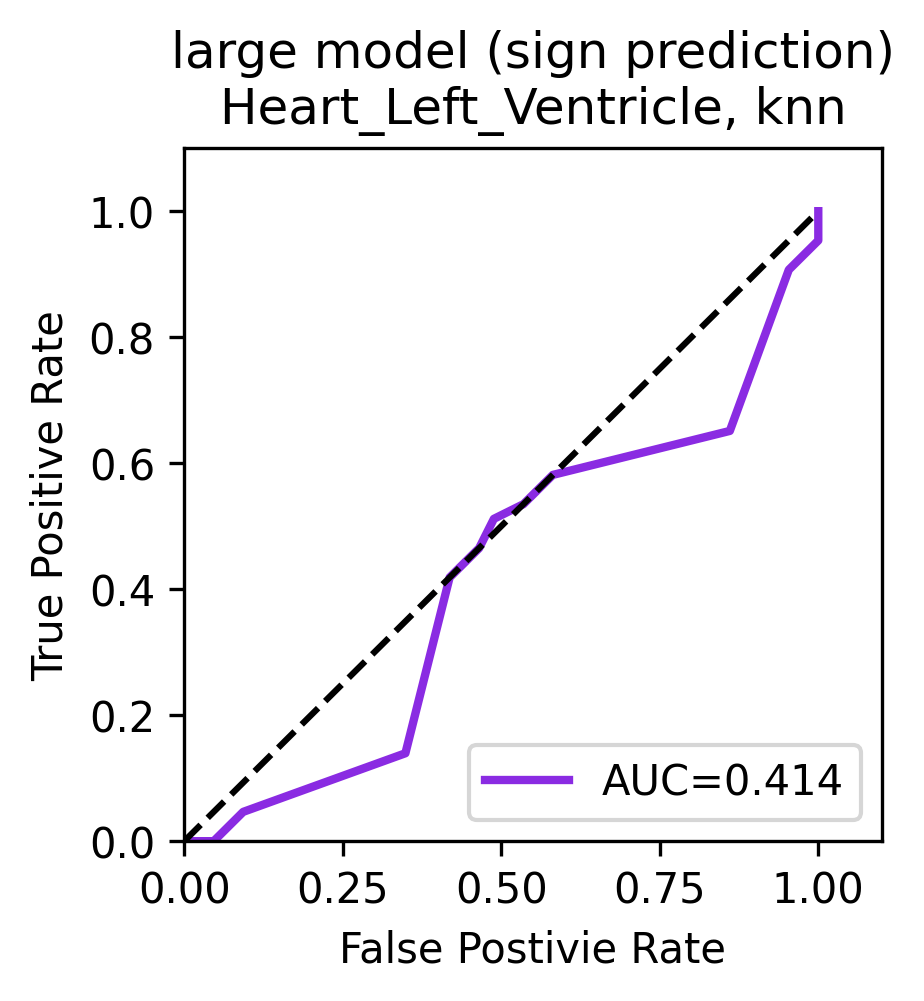 large model (sign prediction)
Heart_Left_Ventricle, knn
True Positive Rate
1.0
0.8
0.6
0.4
0.2
0.0
AUC=0.414
0.00 0.25 0.50 0.75 1.00
False Postivie Rate